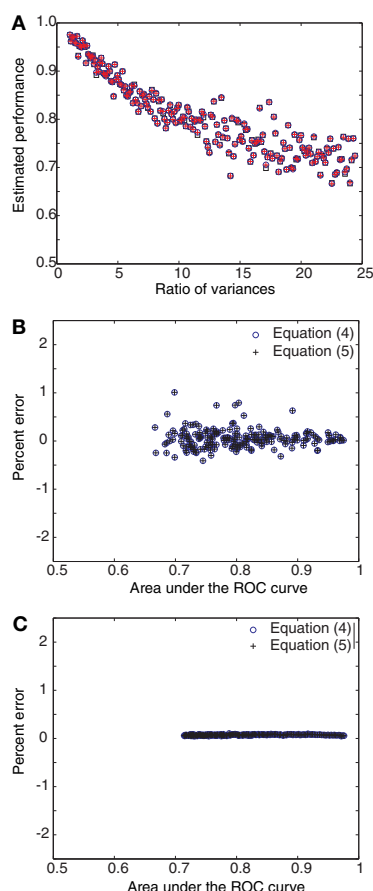 A
1.0
0.9
0.8
0.7
0.6
0.5
Estimated performance
0 5 10 15 20 25
Ratio of variances
B
Equation (4)
Equation (5)
2
1
0
-1
-2
Percent error
0.5 0.6 0.7 0.8 0.9 1
Area under the ROC curve
C
Equation (4)
Equation (5)
2
1
0
-1
-2
Percent error
0.5 0.6 0.7 0.8 0.9 1
Area under the ROC curve